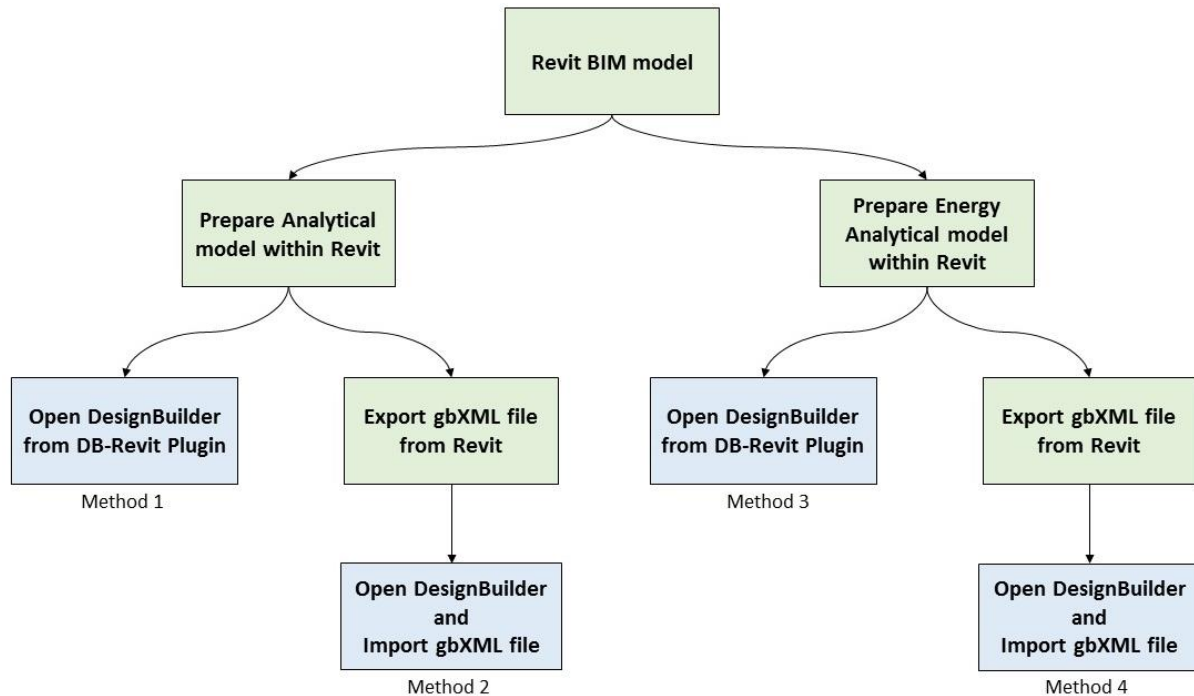 Revit BIM model
Prepare Analytical
model within Revit
Prepare Energy
Analytical model
within Revit
Open DesignBuilder
from DB-Revit Plugin
Method 1
Export gbXML file
from Revit
Open DesignBuilder
and
Import gbXML file
Method 2
Open DesignBuilder
from DB-Revit Plugin
Method 3
Export gbXML file
from Revit
Open DesignBuilder
and
Import gbXML file
Method 4